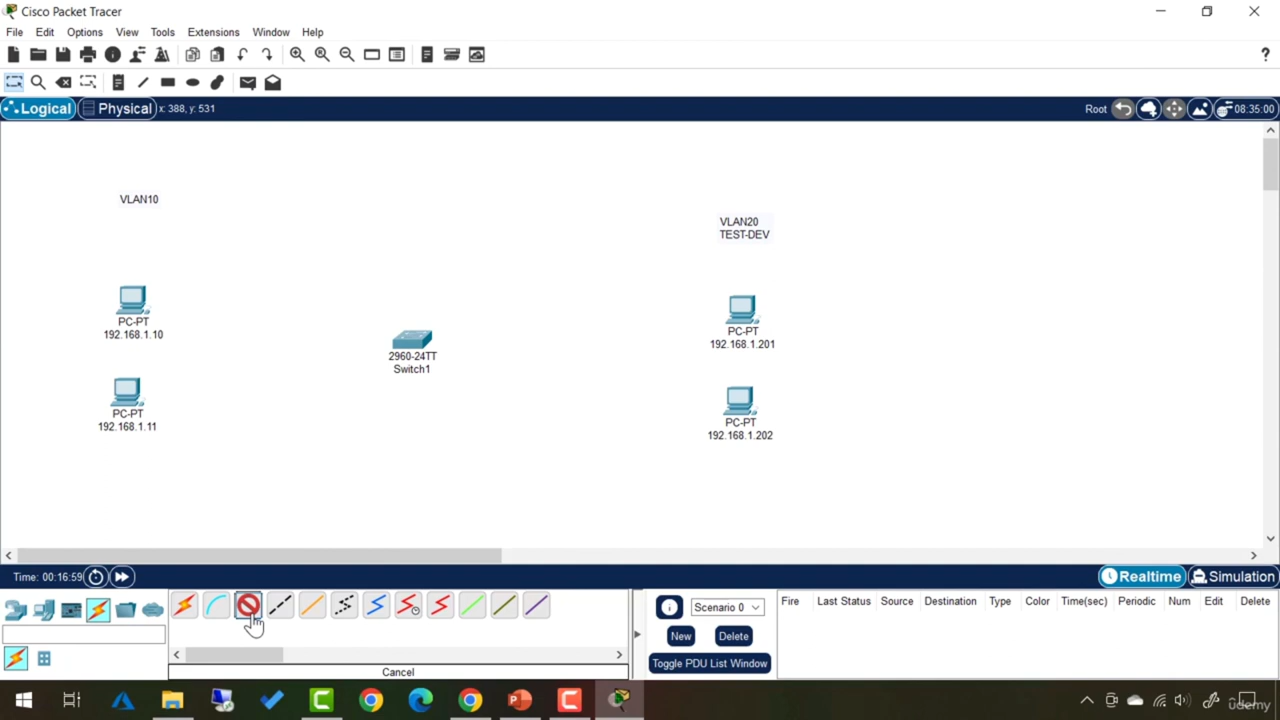 Cisco Packet Tracer
File Edit Options View Tools Extensions Window Help
?
Logical Physical x: 388, y: 531 Root 08:35:00
VLAN10
VLAN20
TEST-DEV
PC-PT
192.168.1.10
PC-PT
192.168.1.201
2960-24TT
Switch1
PC-PT
192.168.1.11
PC-PT
192.168.1.202
Time: 00:16:59 Realtime Simulation
Scenario 0
Fire Last Status Source Destination Type Color Time(sec) Periodic Num Edit Delete
New Delete
Toggle PDU List Window
Cancel
udemy